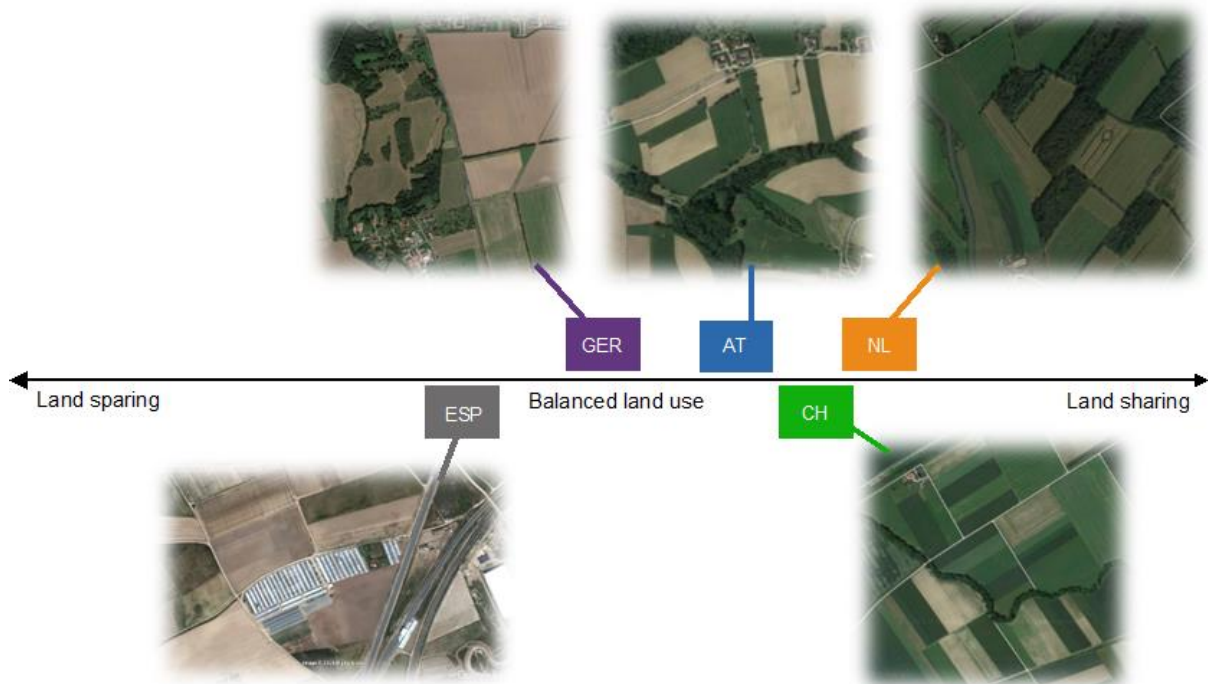 GER
AT
NL
Land sparing
Balanced land use
Land sharing
ESP
CH